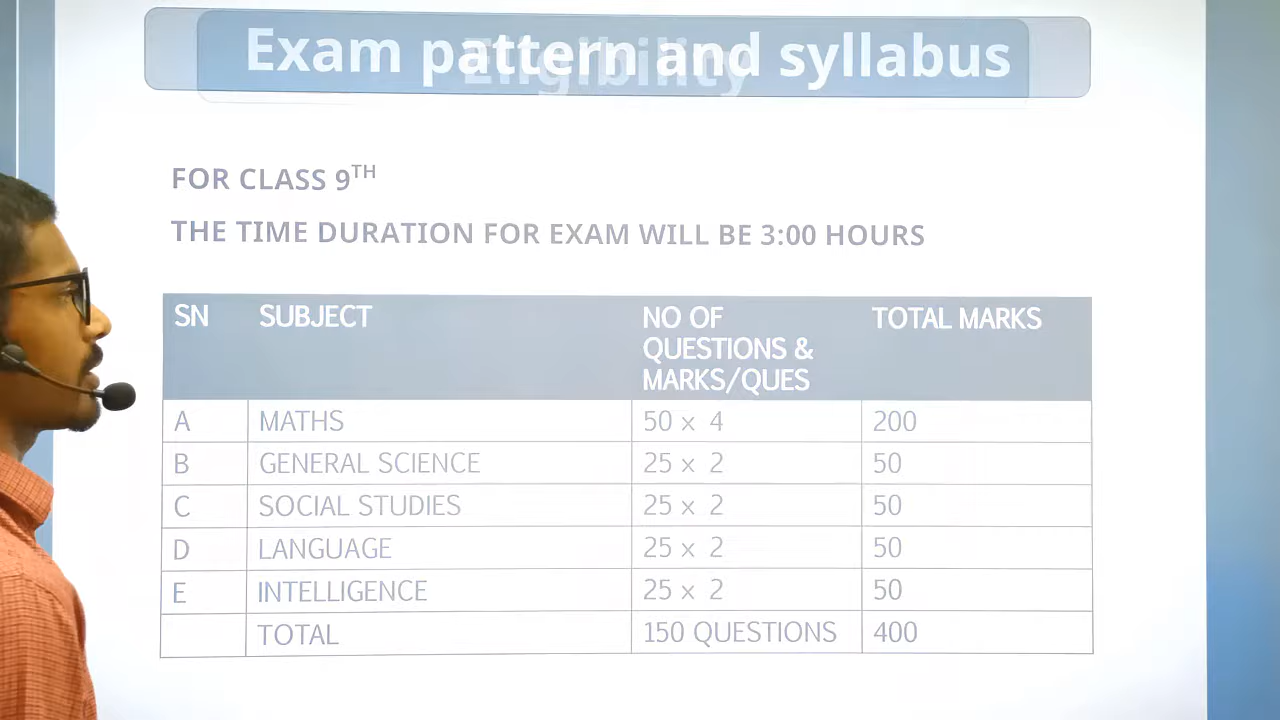 Exam pattern and syllabus
Eligibility
FOR CLASS 9TH
THE TIME DURATION FOR EXAM WILL BE 3:00 HOURS
SN SUBJECT NO OF QUESTIONS & MARKS/QUES TOTAL MARKS
A MATHS 50 x 4 200
B GENERAL SCIENCE 25 x 2 50
C SOCIAL STUDIES 25 x 2 50
D LANGUAGE 25 x 2 50
E INTELLIGENCE 25 x 2 50
TOTAL 150 QUESTIONS 400